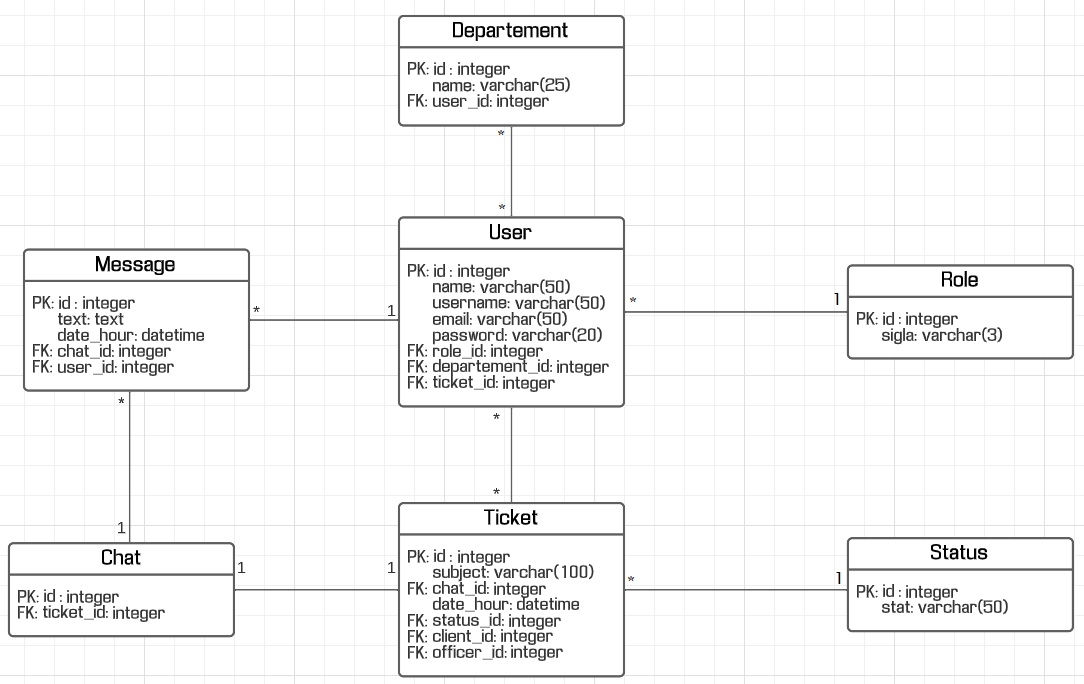 Departement
PK: id : integer
name: varchar(25)
FK: user_id: integer
*
*
User
PK: id : integer
name: varchar(50)
username: varchar(50)
email: varchar(50)
password: varchar(20)
FK: role_id: integer
FK: departement_id: integer
FK: ticket_id: integer
Message
PK: id : integer
text: text
date_hour: datetime
FK: chat_id: integer
FK: user_id: integer
*
1
*
1
Role
PK: id : integer
sigla: varchar(3)
*
1
*
*
Chat
PK: id : integer
FK: ticket_id: integer
1
1
Ticket
PK: id : integer
subject: varchar(100)
FK: chat_id: integer
date_hour: datetime
FK: status_id: integer
FK: client_id: integer
FK: officer_id: integer
*
1
Status
PK: id : integer
stat: varchar(50)